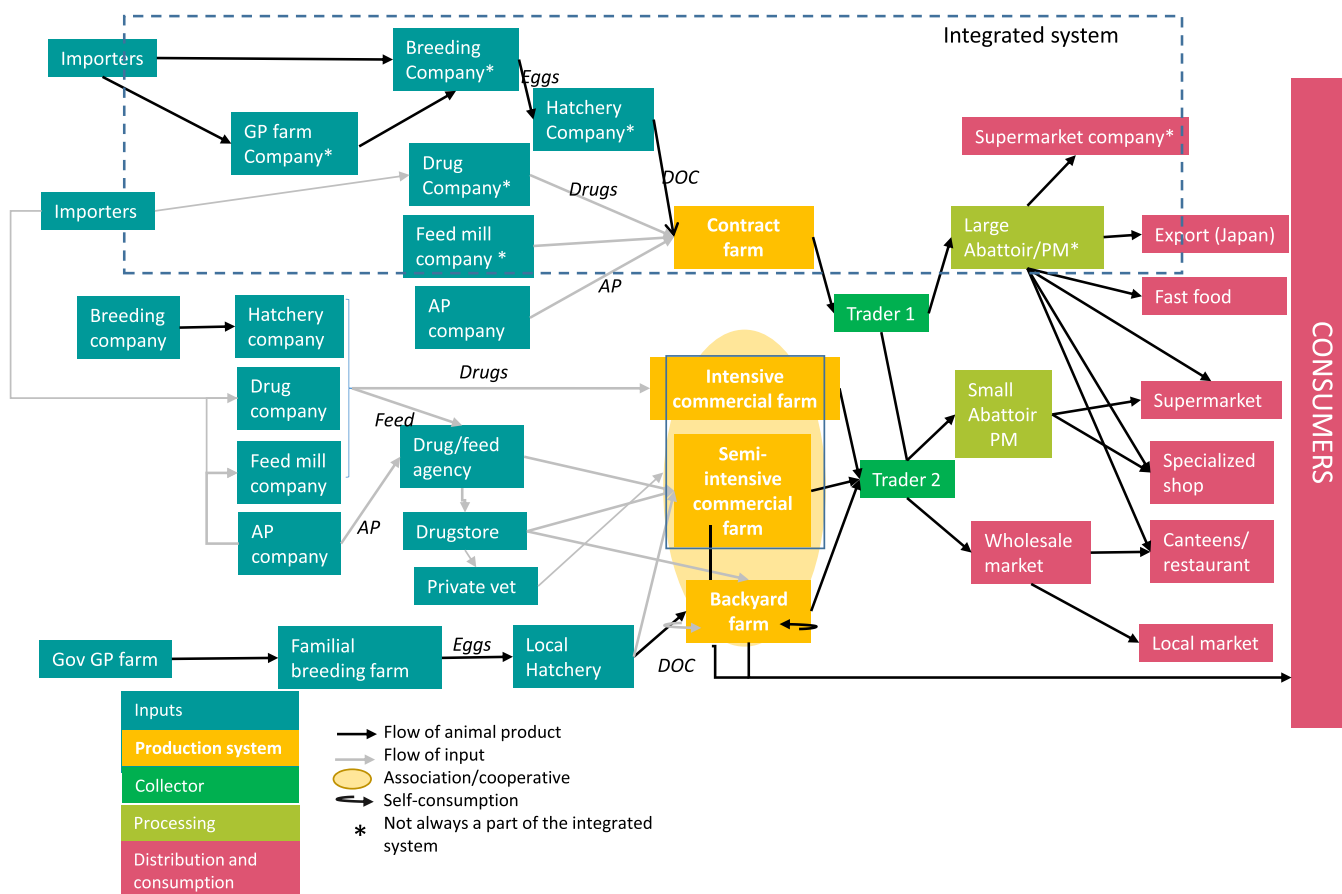 Integrated system
Importers
Breeding
Company*
Eggs
Hatchery
Company*
GP farm
Company*
Supermarket company*
Drug
Company*
Drugs
DOC
Importers
Contract
farm
Large
Abattoir/PM*
Export (Japan)
Feed mill
company *
AP
AP
company
Fast food
Trader 1
Breeding
company
Hatchery
company
CONSUMERS
Drugs
Intensive
commercial farm
Small
Abattoir
PM
Supermarket
Drug
company
Feed
Drug/feed
agency
Semi-
intensive
commercial
farm
Trader 2
Specialized
shop
Feed mill
company
AP
AP
company
Drugstore
Wholesale
market
Canteens/
restaurant
Private vet
Backyard
farm
Local market
Gov GP farm
Familial
breeding farm
Eggs
Local
Hatchery
DOC
Inputs
Production system
Collector
Processing
Distribution and
consumption
Flow of animal product
Flow of input
Association/cooperative
Self-consumption
* Not always a part of the integrated
system